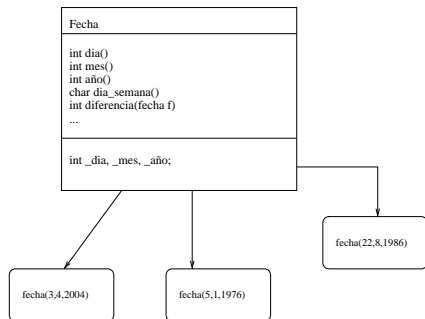 Fecha
int dia()
int mes()
int año()
char dia_semana()
int diferencia(fecha f)
...
int _dia, _mes, _año;
fecha(22,8,1986)
fecha(3,4,2004)
fecha(5,1,1976)